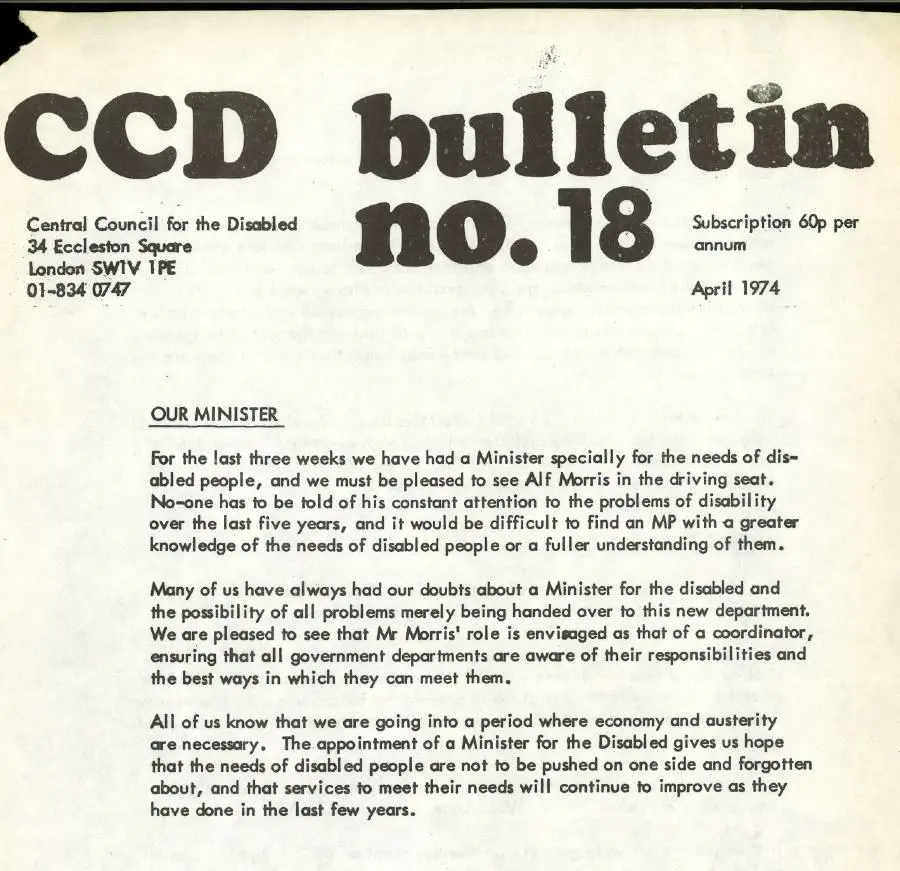 CCD bulletin
no. 18
Central Council for the Disabled
34 Eccleston Square
London SW1V 1PE
01-834 0747
Subscription 60p per
annum
April 1974
OUR MINISTER
For the last three weeks we have had a Minister specially for the needs of dis-
abled people, and we must be pleased to see Alf Morris in the driving seat.
No-one has to be told of his constant attention to the problems of disability
over the last five years, and it would be difficult to find an MP with a greater
knowledge of the needs of disabled people or a fuller understanding of them.
Many of us have always had our doubts about a Minister for the disabled and
the possibility of all problems merely being handed over to this new department.
We are pleased to see that Mr Morris' role is envisaged as that of a coordinator,
ensuring that all government departments are aware of their responsibilities and
the best ways in which they can meet them.
All of us know that we are going into a period where economy and austerity
are necessary. The appointment of a Minister for the Disabled gives us hope
that the needs of disabled people are not to be pushed on one side and forgotten
about, and that services to meet their needs will continue to improve as they
have done in the last few years.